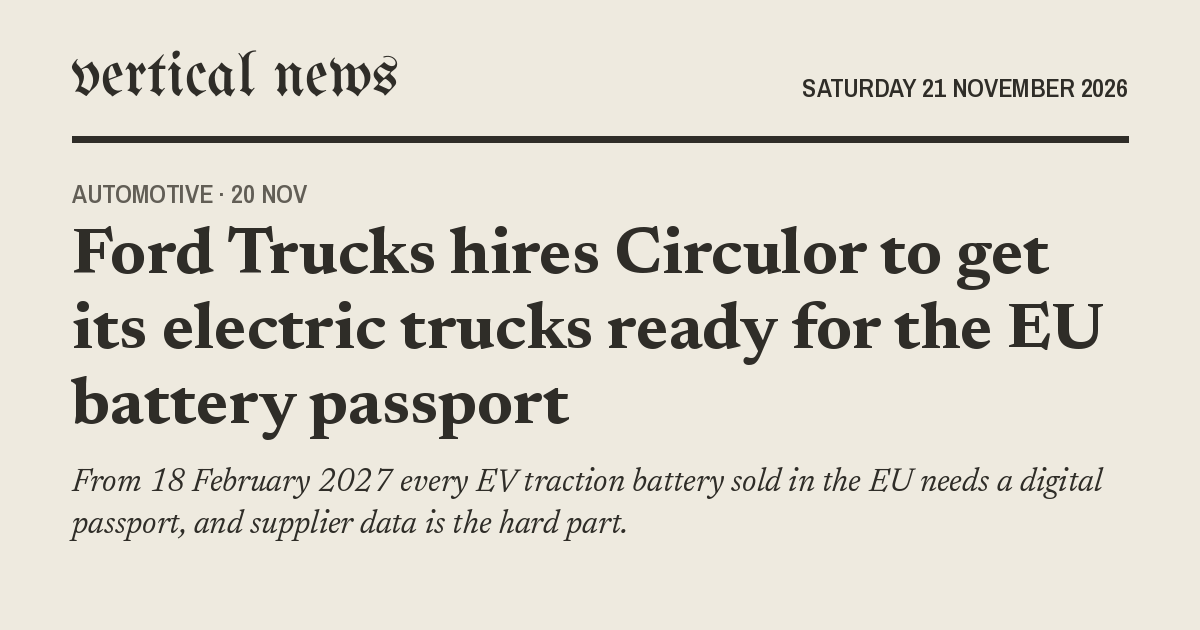 vertical news
SATURDAY 21 NOVEMBER 2026
AUTOMOTIVE · 20 NOV
Ford Trucks hires Circulor to get
its electric trucks ready for the EU
battery passport
From 18 February 2027 every EV traction battery sold in the EU needs a digital
passport, and supplier data is the hard part.